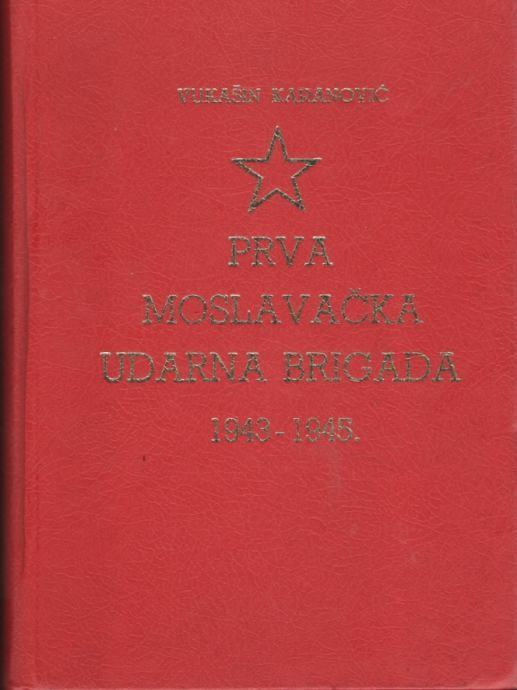 VUKAŠIN KARANOVIĆ
PRVA
MOSLAVAČKA
UDARNA BRIGADA
1943-1945.